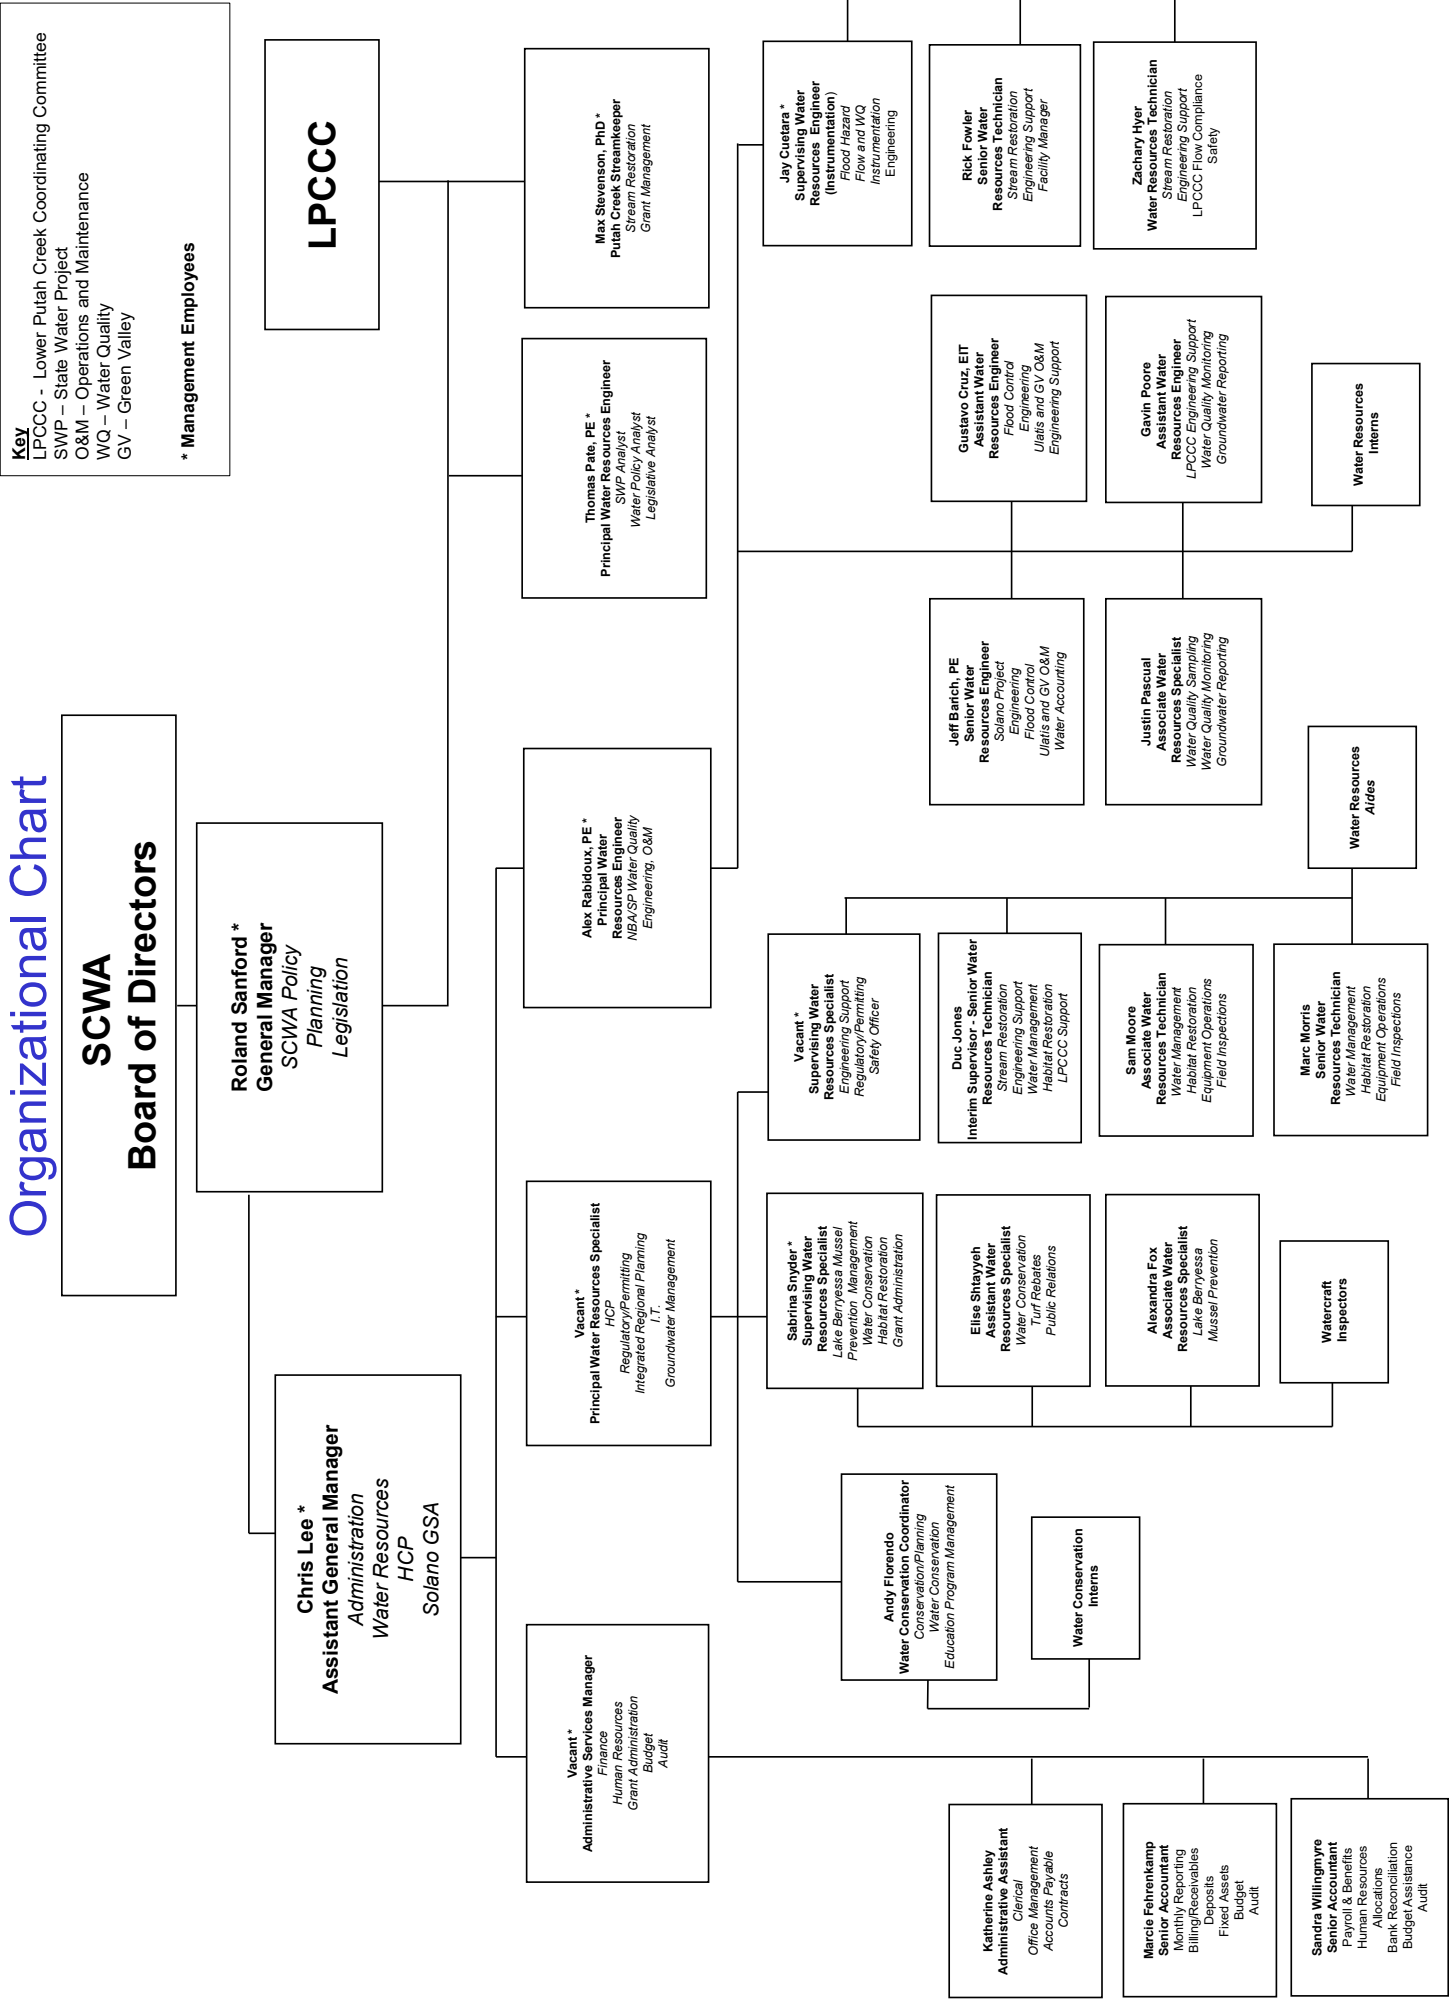 Organizational Chart
Key
LPCCC - Lower Putah Creek Coordinating Committee
SWP – State Water Project
O&M – Operations and Maintenance
WQ – Water Quality
GV – Green Valley
* Management Employees
SCWA
Board of Directors
Roland Sanford *
General Manager
SCWA Policy
Planning
Legislation
LPCCC
Chris Lee *
Assistant General Manager
Administration
Water Resources
HCP
Solano GSA
Vacant *
Administrative Services Manager
Finance
Human Resources
Grant Administration
Budget
Audit
Vacant *
Principal Water Resources Specialist
HCP
Regulatory/Permitting
Integrated Regional Planning
I.T.
Groundwater Management
Alex Rabidoux, PE *
Principal Water
Resources Engineer
NBA/SP Water Quality
Engineering, O&M
Thomas Pate, PE *
Principal Water Resources Engineer
SWP Analyst
Water Policy Analyst
Legislative Analyst
Max Stevenson, PhD *
Putah Creek Streamkeeper
Stream Restoration
Grant Management
Andy Florendo
Water Conservation Coordinator
Conservation/Planning
Water Conservation
Education Program Management
Water Conservation
Interns
Sabrina Snyder *
Supervising Water
Resources Specialist
Lake Berryessa Mussel
Prevention Management
Water Conservation
Habitat Restoration
Grant Administration
Vacant *
Supervising Water
Resources Specialist
Engineering Support
Regulatory/Permitting
Safety Officer
Jay Cuetara *
Supervising Water
Resources Engineer
(Instrumentation)
Flood Hazard
Flow and WQ
Instrumentation
Engineering
Katherine Ashley
Administrative Assistant
Clerical
Office Management
Accounts Payable
Contracts
Elise Shtayyeh
Assistant Water
Resources Specialist
Water Conservation
Turf Rebates
Public Relations
Duc Jones
Interim Supervisor - Senior Water
Resources Technician
Stream Restoration
Engineering Support
Water Management
Habitat Restoration
LPCCC Support
Jeff Barich, PE
Senior Water
Resources Engineer
Solano Project
Engineering
Flood Control
Ulatis and GV O&M
Water Accounting
Gustavo Cruz, EIT
Assistant Water
Resources Engineer
Flood Control
Engineering
Ulatis and GV O&M
Engineering Support
Rick Fowler
Senior Water
Resources Technician
Stream Restoration
Engineering Support
Facility Manager
Marcie Fehrenkamp
Senior Accountant
Monthly Reporting
Billing/Receivables
Deposits
Fixed Assets
Budget
Audit
Alexandra Fox
Associate Water
Resources Specialist
Lake Berryessa
Mussel Prevention
Sam Moore
Associate Water
Resources Technician
Water Management
Habitat Restoration
Equipment Operations
Field Inspections
Justin Pascual
Associate Water
Resources Specialist
Water Quality Sampling
Water Quality Monitoring
Groundwater Reporting
Gavin Poore
Assistant Water
Resources Engineer
LPCCC Engineering Support
Water Quality Monitoring
Groundwater Reporting
Zachary Hyer
Water Resources Technician
Stream Restoration
Engineering Support
LPCCC Flow Compliance
Safety
Sandra Willingmyre
Senior Accountant
Payroll & Benefits
Human Resources
Allocations
Bank Reconciliation
Budget Assistance
Audit
Watercraft
Inspectors
Marc Morris
Senior Water
Resources Technician
Water Management
Habitat Restoration
Equipment Operations
Field Inspections
Water Resources
Aides
Water Resources
Interns